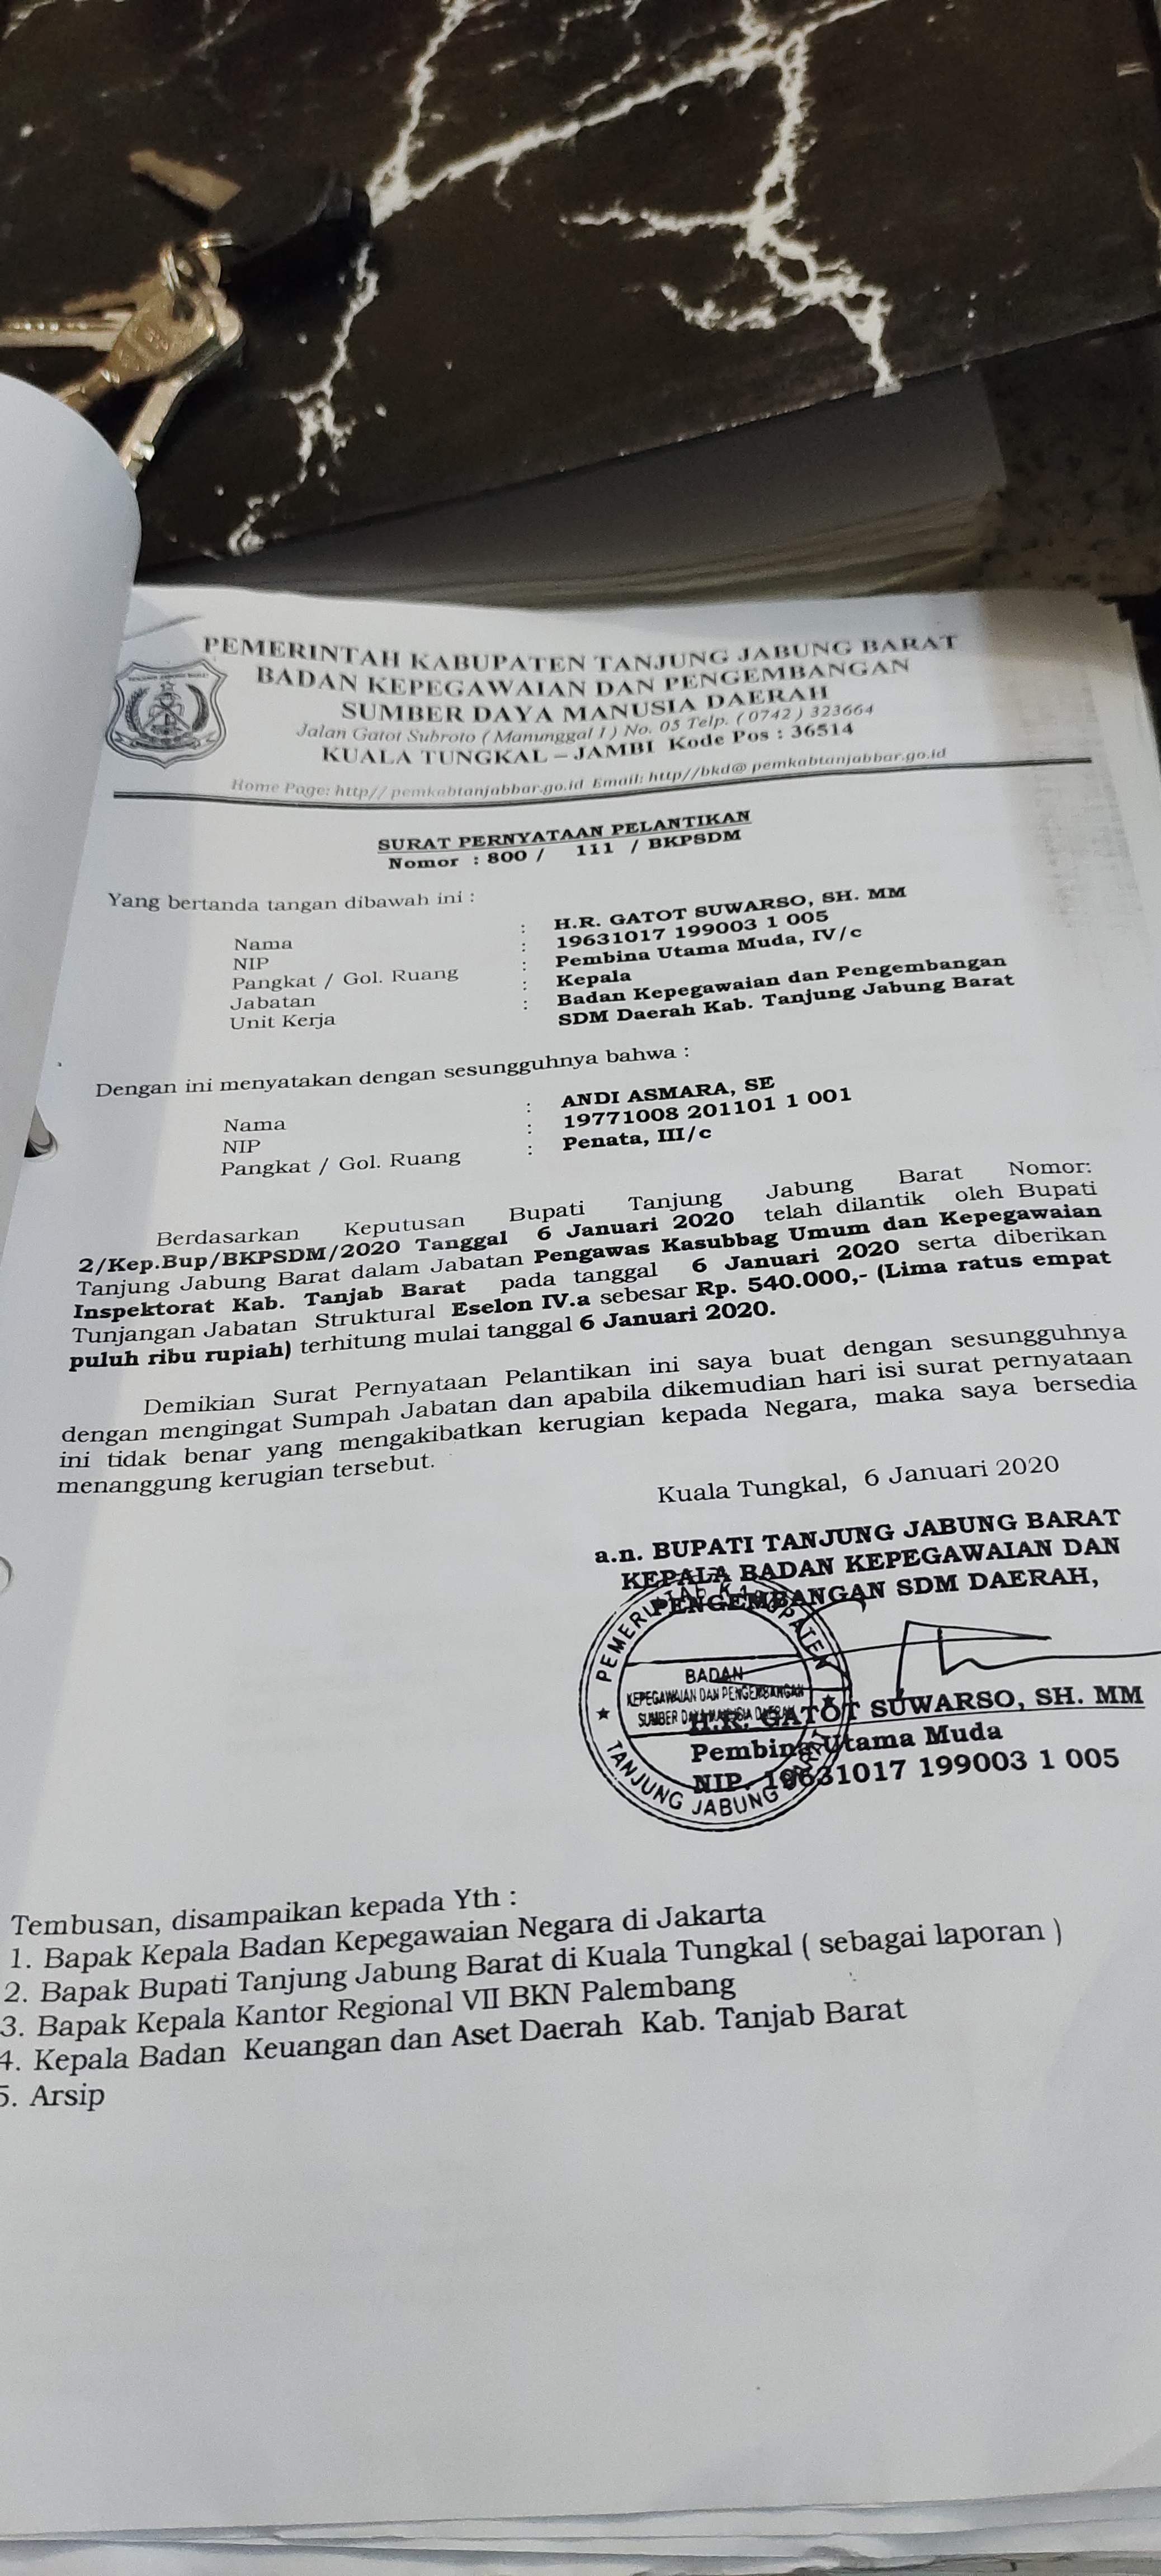 PEMERINTAH KABUPATEN TANJUNG JABUNG BARAT
BADAN KEPEGAWAIAN DAN PENGEMBANGAN
SUMBER DAYA MANUSIA DAERAH
Jalan Gatot Subroto ( Manunggal I ) No. 05 Telp. ( 0742 ) 323664
KUALA TUNGKAL – JAMBI Kode Pos : 36514
Home Page: http// pemkabtanjabbar.go.id Email: http//bkd@ pemkabtanjabbar.go.id
SURAT PERNYATAAN PELANTIKAN
Nomor : 800 / 111 / BKPSDM
Yang bertanda tangan dibawah ini :
Nama : H.R. GATOT SUWARSO, SH. MM
NIP : 19631017 199003 1 005
Pangkat / Gol. Ruang : Pembina Utama Muda, IV/c
Jabatan : Kepala
Unit Kerja : Badan Kepegawaian dan Pengembangan
SDM Daerah Kab. Tanjung Jabung Barat
Dengan ini menyatakan dengan sesungguhnya bahwa :
Nama : ANDI ASMARA, SE
NIP : 19771008 201101 1 001
Pangkat / Gol. Ruang : Penata, III/c
Berdasarkan Keputusan Bupati Tanjung Jabung Barat Nomor:
2/Kep.Bup/BKPSDM/2020 Tanggal 6 Januari 2020 telah dilantik oleh Bupati
Tanjung Jabung Barat dalam Jabatan Pengawas Kasubbag Umum dan Kepegawaian
Inspektorat Kab. Tanjab Barat pada tanggal 6 Januari 2020 serta diberikan
Tunjangan Jabatan Struktural Eselon IV.a sebesar Rp. 540.000,- (Lima ratus empat
puluh ribu rupiah) terhitung mulai tanggal 6 Januari 2020.
Demikian Surat Pernyataan Pelantikan ini saya buat dengan sesungguhnya
dengan mengingat Sumpah Jabatan dan apabila dikemudian hari isi surat pernyataan
ini tidak benar yang mengakibatkan kerugian kepada Negara, maka saya bersedia
menanggung kerugian tersebut.
Kuala Tungkal, 6 Januari 2020
a.n. BUPATI TANJUNG JABUNG BARAT
KEPALA BADAN KEPEGAWAIAN DAN
PENGEMBANGAN SDM DAERAH,
PEMERINTAH KABUPATEN
BADAN
KEPEGAWAIAN DAN PENGEMBANGAN
SUMBER DAYA MANUSIA DAERAH
TANJUNG JABUNG BARAT
H.R. GATOT SUWARSO, SH. MM
Pembina Utama Muda
NIP. 19631017 199003 1 005
Tembusan, disampaikan kepada Yth :
1. Bapak Kepala Badan Kepegawaian Negara di Jakarta
2. Bapak Bupati Tanjung Jabung Barat di Kuala Tungkal ( sebagai laporan )
3. Bapak Kepala Kantor Regional VII BKN Palembang
4. Kepala Badan Keuangan dan Aset Daerah Kab. Tanjab Barat
5. Arsip